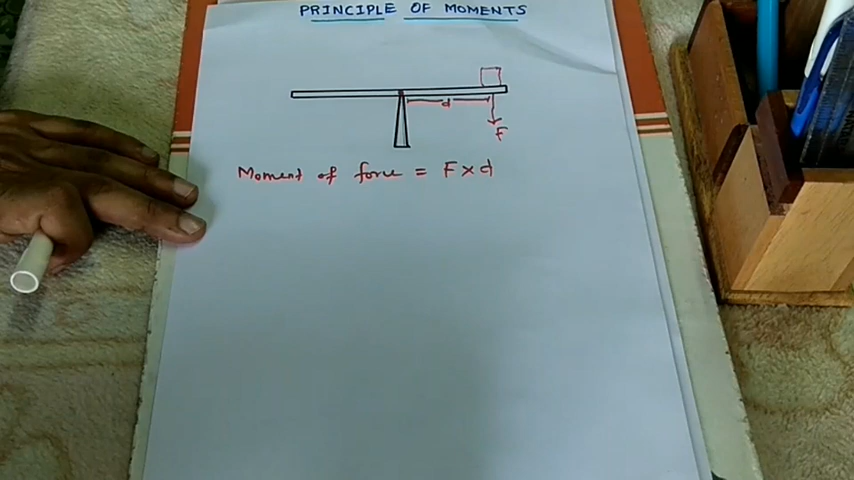 PRINCIPLE OF MOMENTS
d
F
Moment of force = F × d